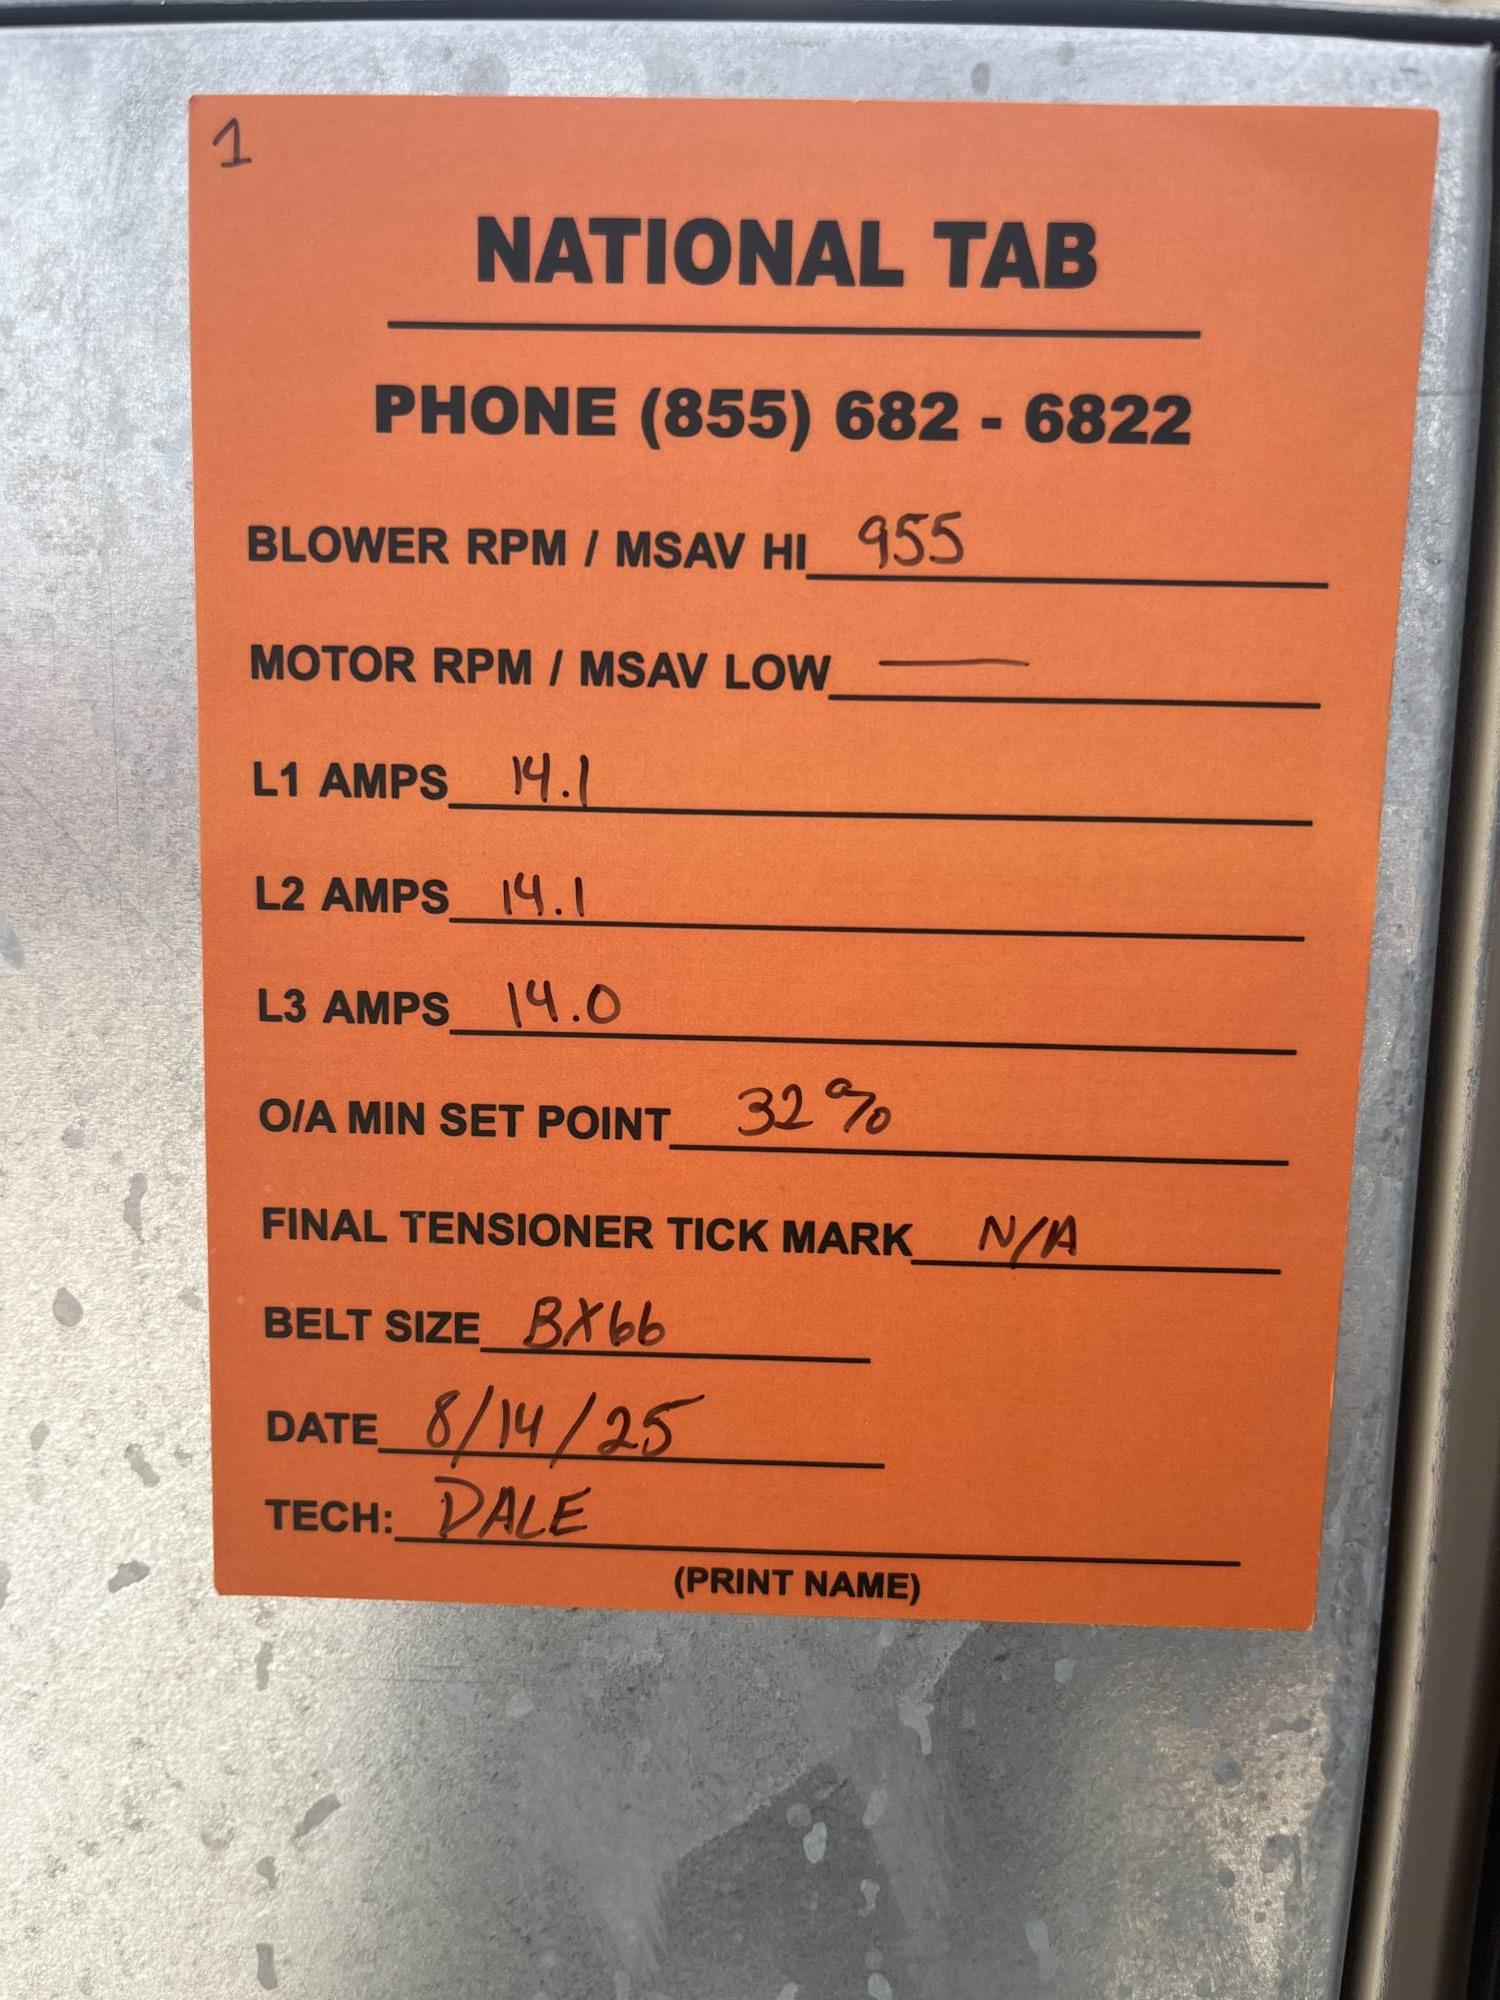 1
NATIONAL TAB
PHONE (855) 682 - 6822
BLOWER RPM / MSAV HI 955
MOTOR RPM / MSAV LOW —
L1 AMPS 14.1
L2 AMPS 14.1
L3 AMPS 14.0
O/A MIN SET POINT 32%
FINAL TENSIONER TICK MARK N/A
BELT SIZE BX66
DATE 8/14/25
TECH: DALE
(PRINT NAME)